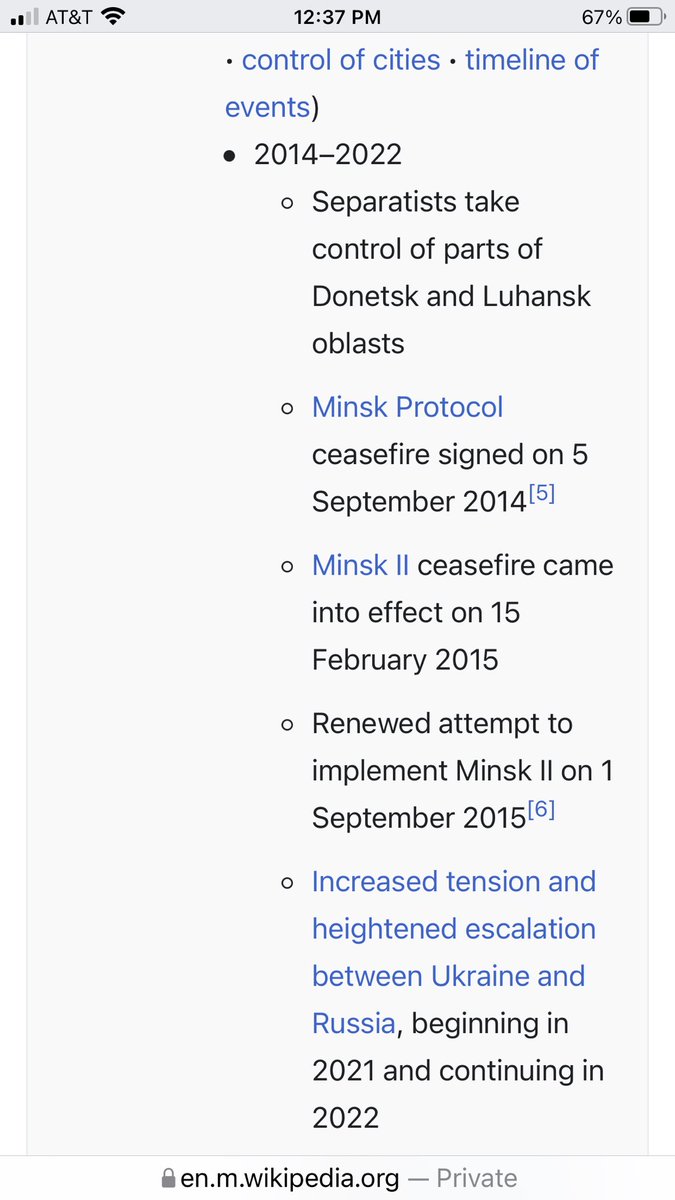 AT&T 12:37 PM 67%
· control of cities · timeline of
events)
• 2014–2022
Separatists take
control of parts of
Donetsk and Luhansk
oblasts
Minsk Protocol
ceasefire signed on 5
September 2014[5]
Minsk II ceasefire came
into effect on 15
February 2015
Renewed attempt to
implement Minsk II on 1
September 2015[6]
Increased tension and
heightened escalation
between Ukraine and
Russia, beginning in
2021 and continuing in
2022
en.m.wikipedia.org — Private